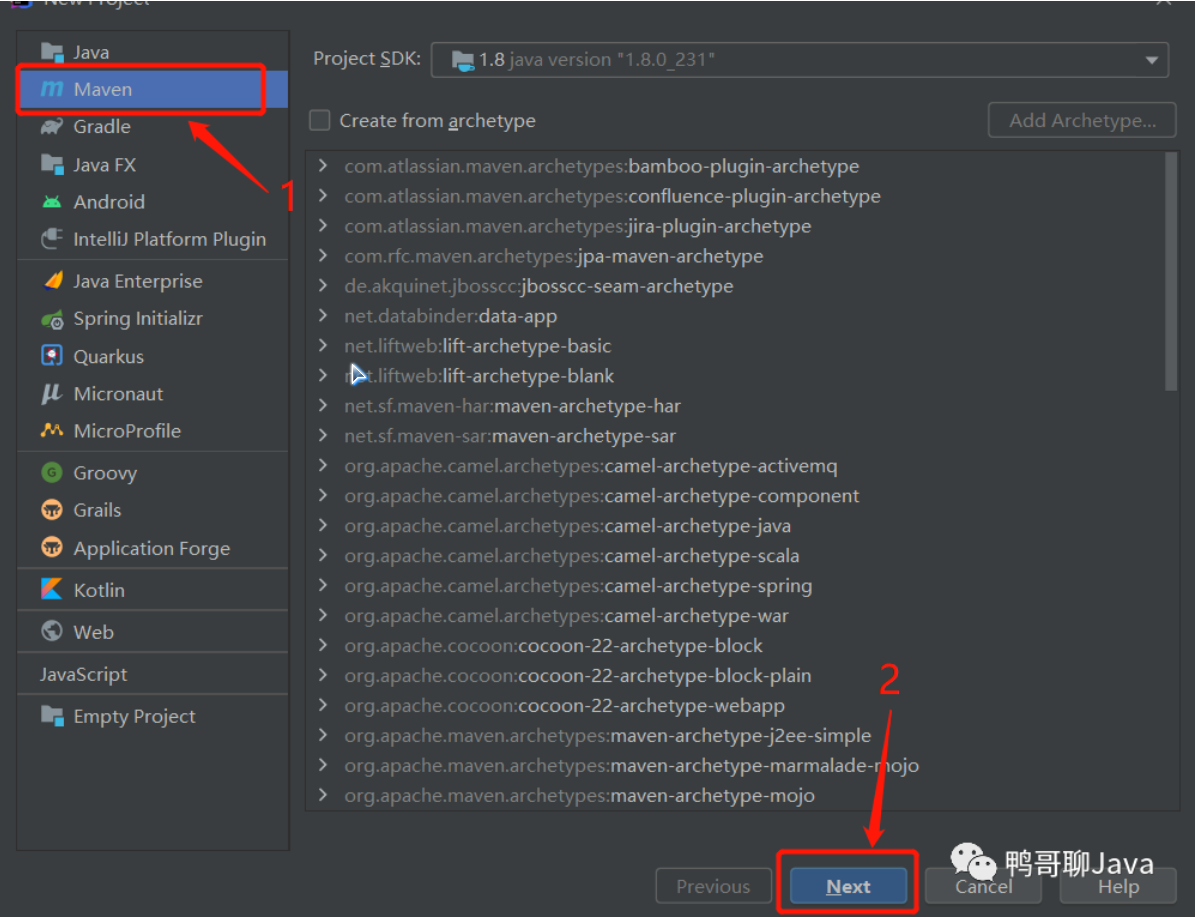 New Project
Java
Maven
Gradle
Java FX
Android
IntelliJ Platform Plugin
Java Enterprise
Spring Initializr
Quarkus
Micronaut
MicroProfile
Groovy
Grails
Application Forge
Kotlin
Web
JavaScript
Empty Project
1
Project SDK: 1.8 java version "1.8.0_231"
Create from archetype Add Archetype...
com.atlassian.maven.archetypes:bamboo-plugin-archetype
com.atlassian.maven.archetypes:confluence-plugin-archetype
com.atlassian.maven.archetypes:jira-plugin-archetype
com.rfc.maven.archetypes:jpa-maven-archetype
de.akquinet.jbosscc:jbosscc-seam-archetype
net.databinder:data-app
net.liftweb:lift-archetype-basic
net.liftweb:lift-archetype-blank
net.sf.maven-har:maven-archetype-har
net.sf.maven-sar:maven-archetype-sar
org.apache.camel.archetypes:camel-archetype-activemq
org.apache.camel.archetypes:camel-archetype-component
org.apache.camel.archetypes:camel-archetype-java
org.apache.camel.archetypes:camel-archetype-scala
org.apache.camel.archetypes:camel-archetype-spring
org.apache.camel.archetypes:camel-archetype-war
org.apache.cocoon:cocoon-22-archetype-block
org.apache.cocoon:cocoon-22-archetype-block-plain
org.apache.cocoon:cocoon-22-archetype-webapp
org.apache.maven.archetypes:maven-archetype-j2ee-simple
org.apache.maven.archetypes:maven-archetype-marmalade-mojo
org.apache.maven.archetypes:maven-archetype-mojo
2
鸭哥聊Java
Previous Next Cancel Help